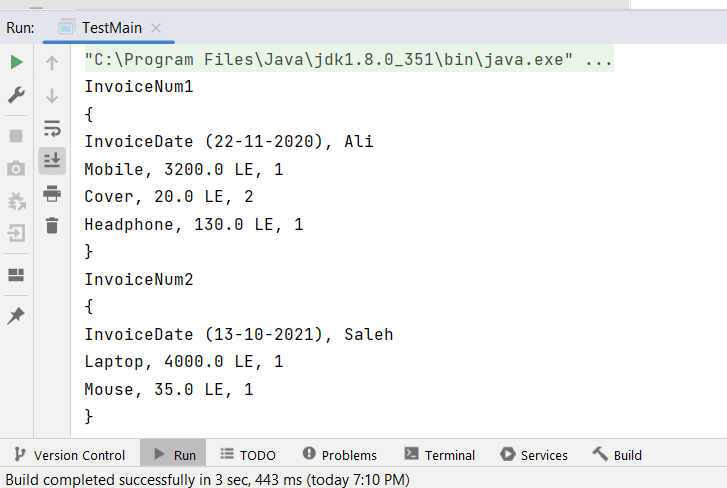 Run:
TestMain
"C:\Program Files\Java\jdk1.8.0_351\bin\java.exe" ...
InvoiceNum1
{
InvoiceDate (22-11-2020), Ali
Mobile, 3200.0 LE, 1
Cover, 20.0 LE, 2
Headphone, 130.0 LE, 1
}
InvoiceNum2
{
InvoiceDate (13-10-2021), Saleh
Laptop, 4000.0 LE, 1
Mouse, 35.0 LE, 1
}
Version Control Run TODO Problems Terminal Services Build
Build completed successfully in 3 sec, 443 ms (today 7:10 PM)